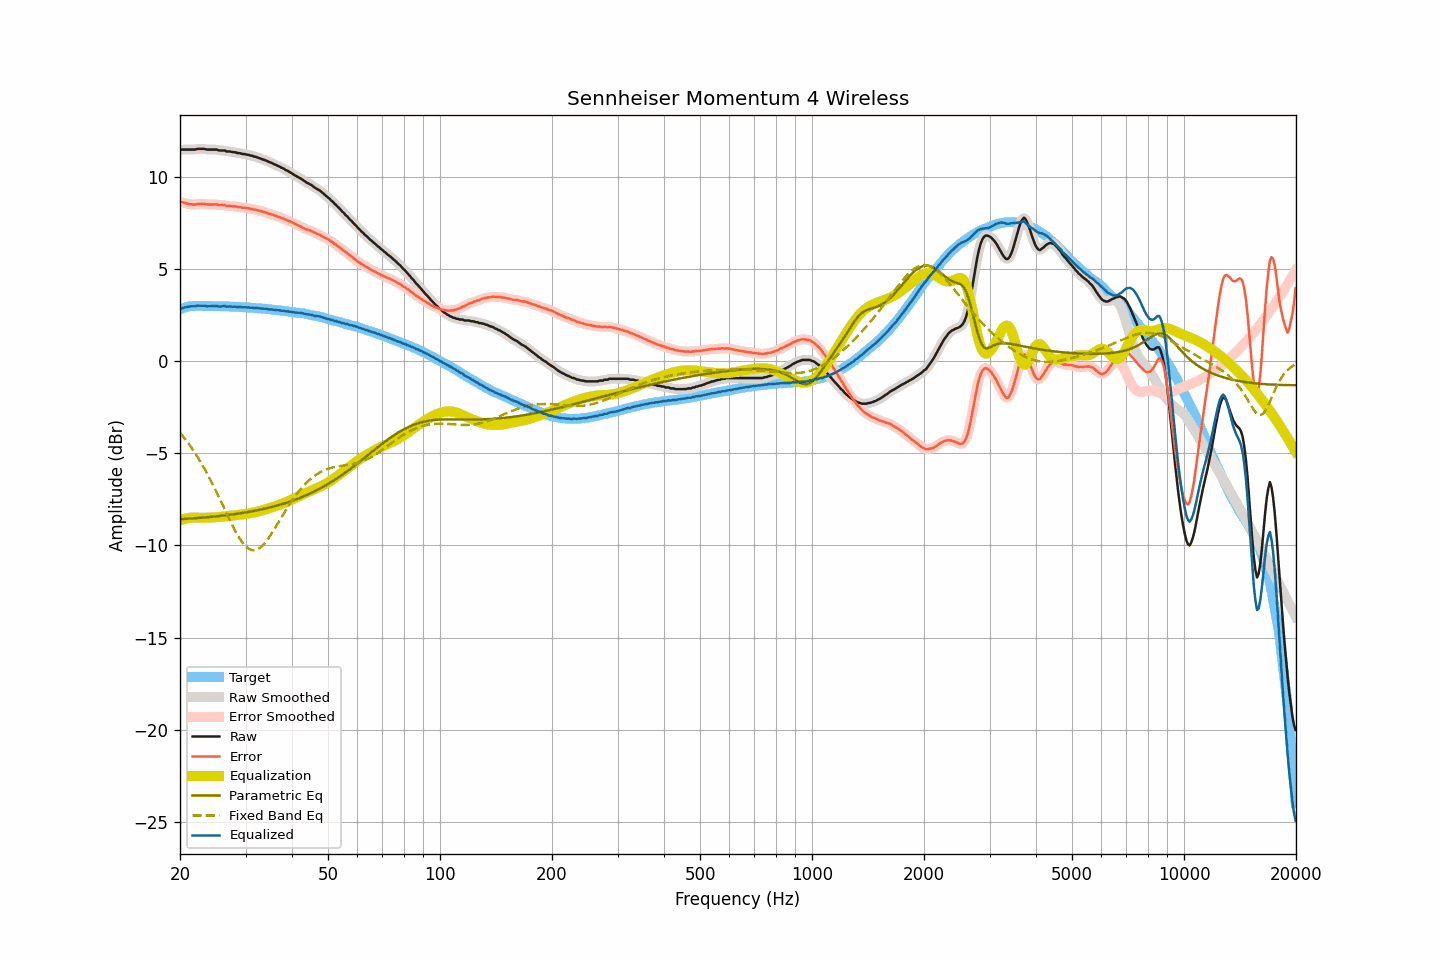 Sennheiser Momentum 4 Wireless
Amplitude (dBr)
10
5
0
−5
−10
−15
−20
−25
Target
Raw Smoothed
Error Smoothed
Raw
Error
Equalization
Parametric Eq
Fixed Band Eq
Equalized
20 50 100 200 500 1000 2000 5000 10000 20000
Frequency (Hz)